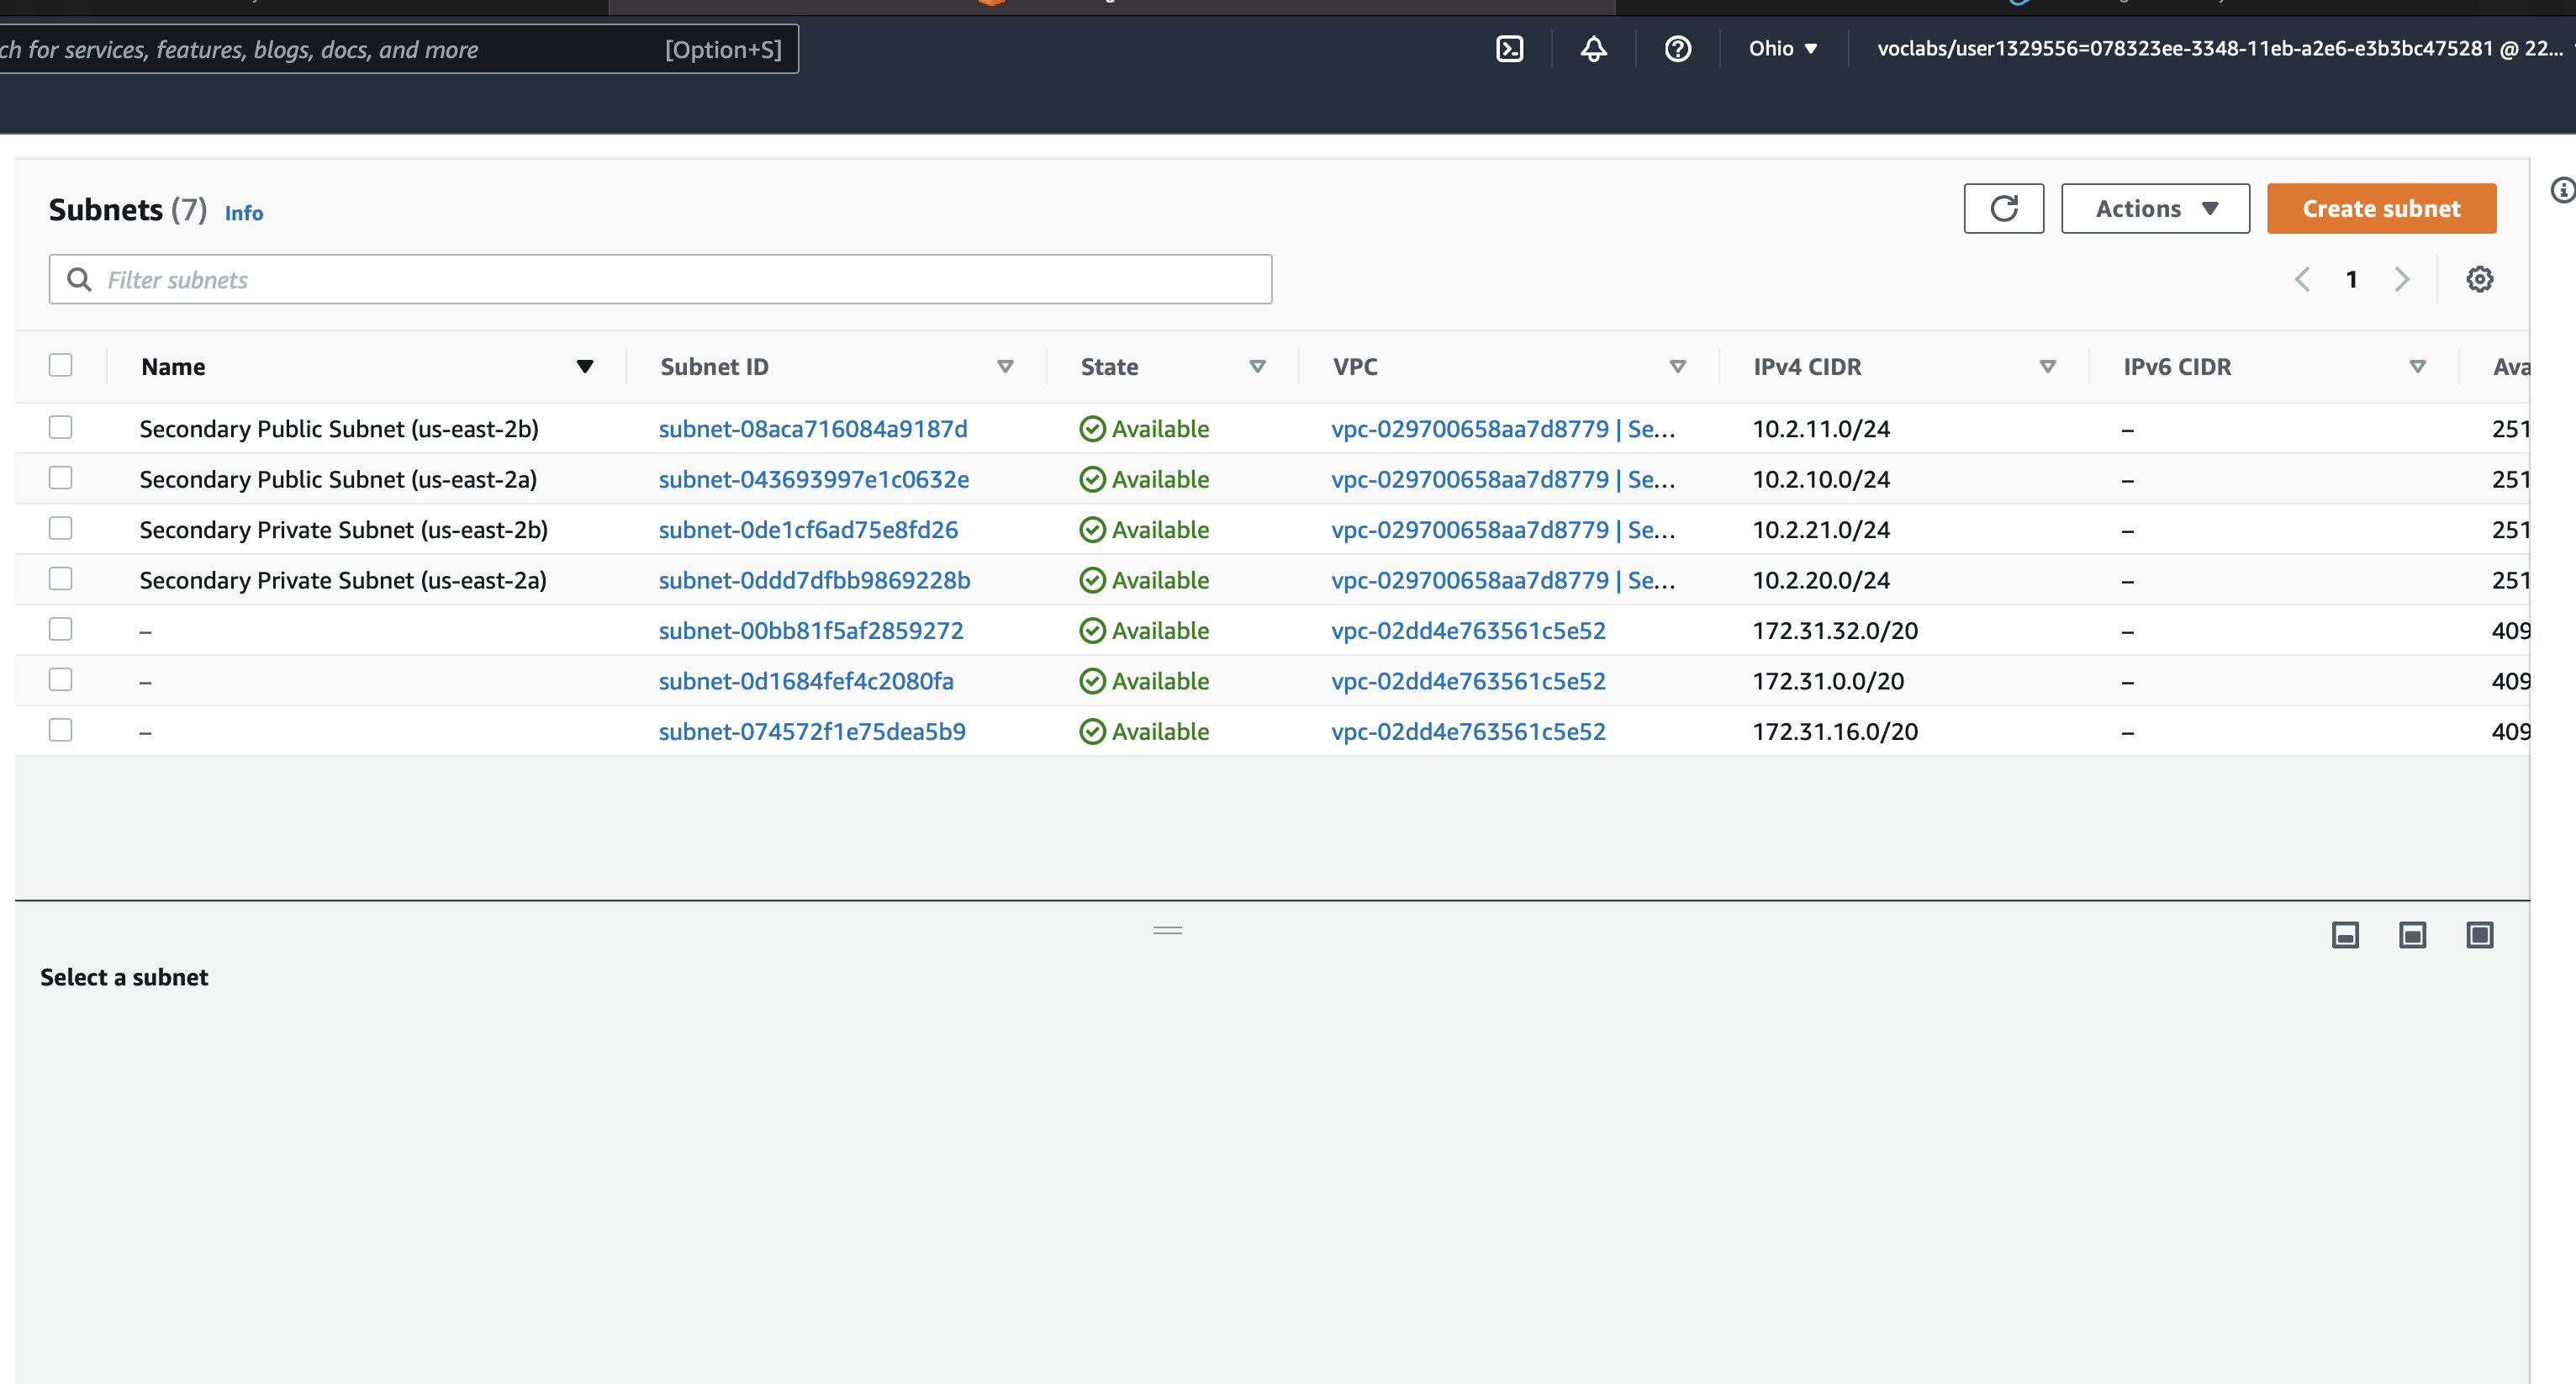 ch for services, features, blogs, docs, and more [Option+S] Ohio voclabs/user1329556=078323ee-3348-11eb-a2e6-e3b3bc475281 @ 22...
Subnets (7) Info Actions Create subnet
Filter subnets 1
Name Subnet ID State VPC IPv4 CIDR IPv6 CIDR Ava
Secondary Public Subnet (us-east-2b) subnet-08aca716084a9187d Available vpc-029700658aa7d8779 | Se... 10.2.11.0/24 – 251
Secondary Public Subnet (us-east-2a) subnet-043693997e1c0632e Available vpc-029700658aa7d8779 | Se... 10.2.10.0/24 – 251
Secondary Private Subnet (us-east-2b) subnet-0de1cf6ad75e8fd26 Available vpc-029700658aa7d8779 | Se... 10.2.21.0/24 – 251
Secondary Private Subnet (us-east-2a) subnet-0ddd7dfbb9869228b Available vpc-029700658aa7d8779 | Se... 10.2.20.0/24 – 251
– subnet-00bb81f5af2859272 Available vpc-02dd4e763561c5e52 172.31.32.0/20 – 409
– subnet-0d1684fef4c2080fa Available vpc-02dd4e763561c5e52 172.31.0.0/20 – 409
– subnet-074572f1e75dea5b9 Available vpc-02dd4e763561c5e52 172.31.16.0/20 – 409
Select a subnet